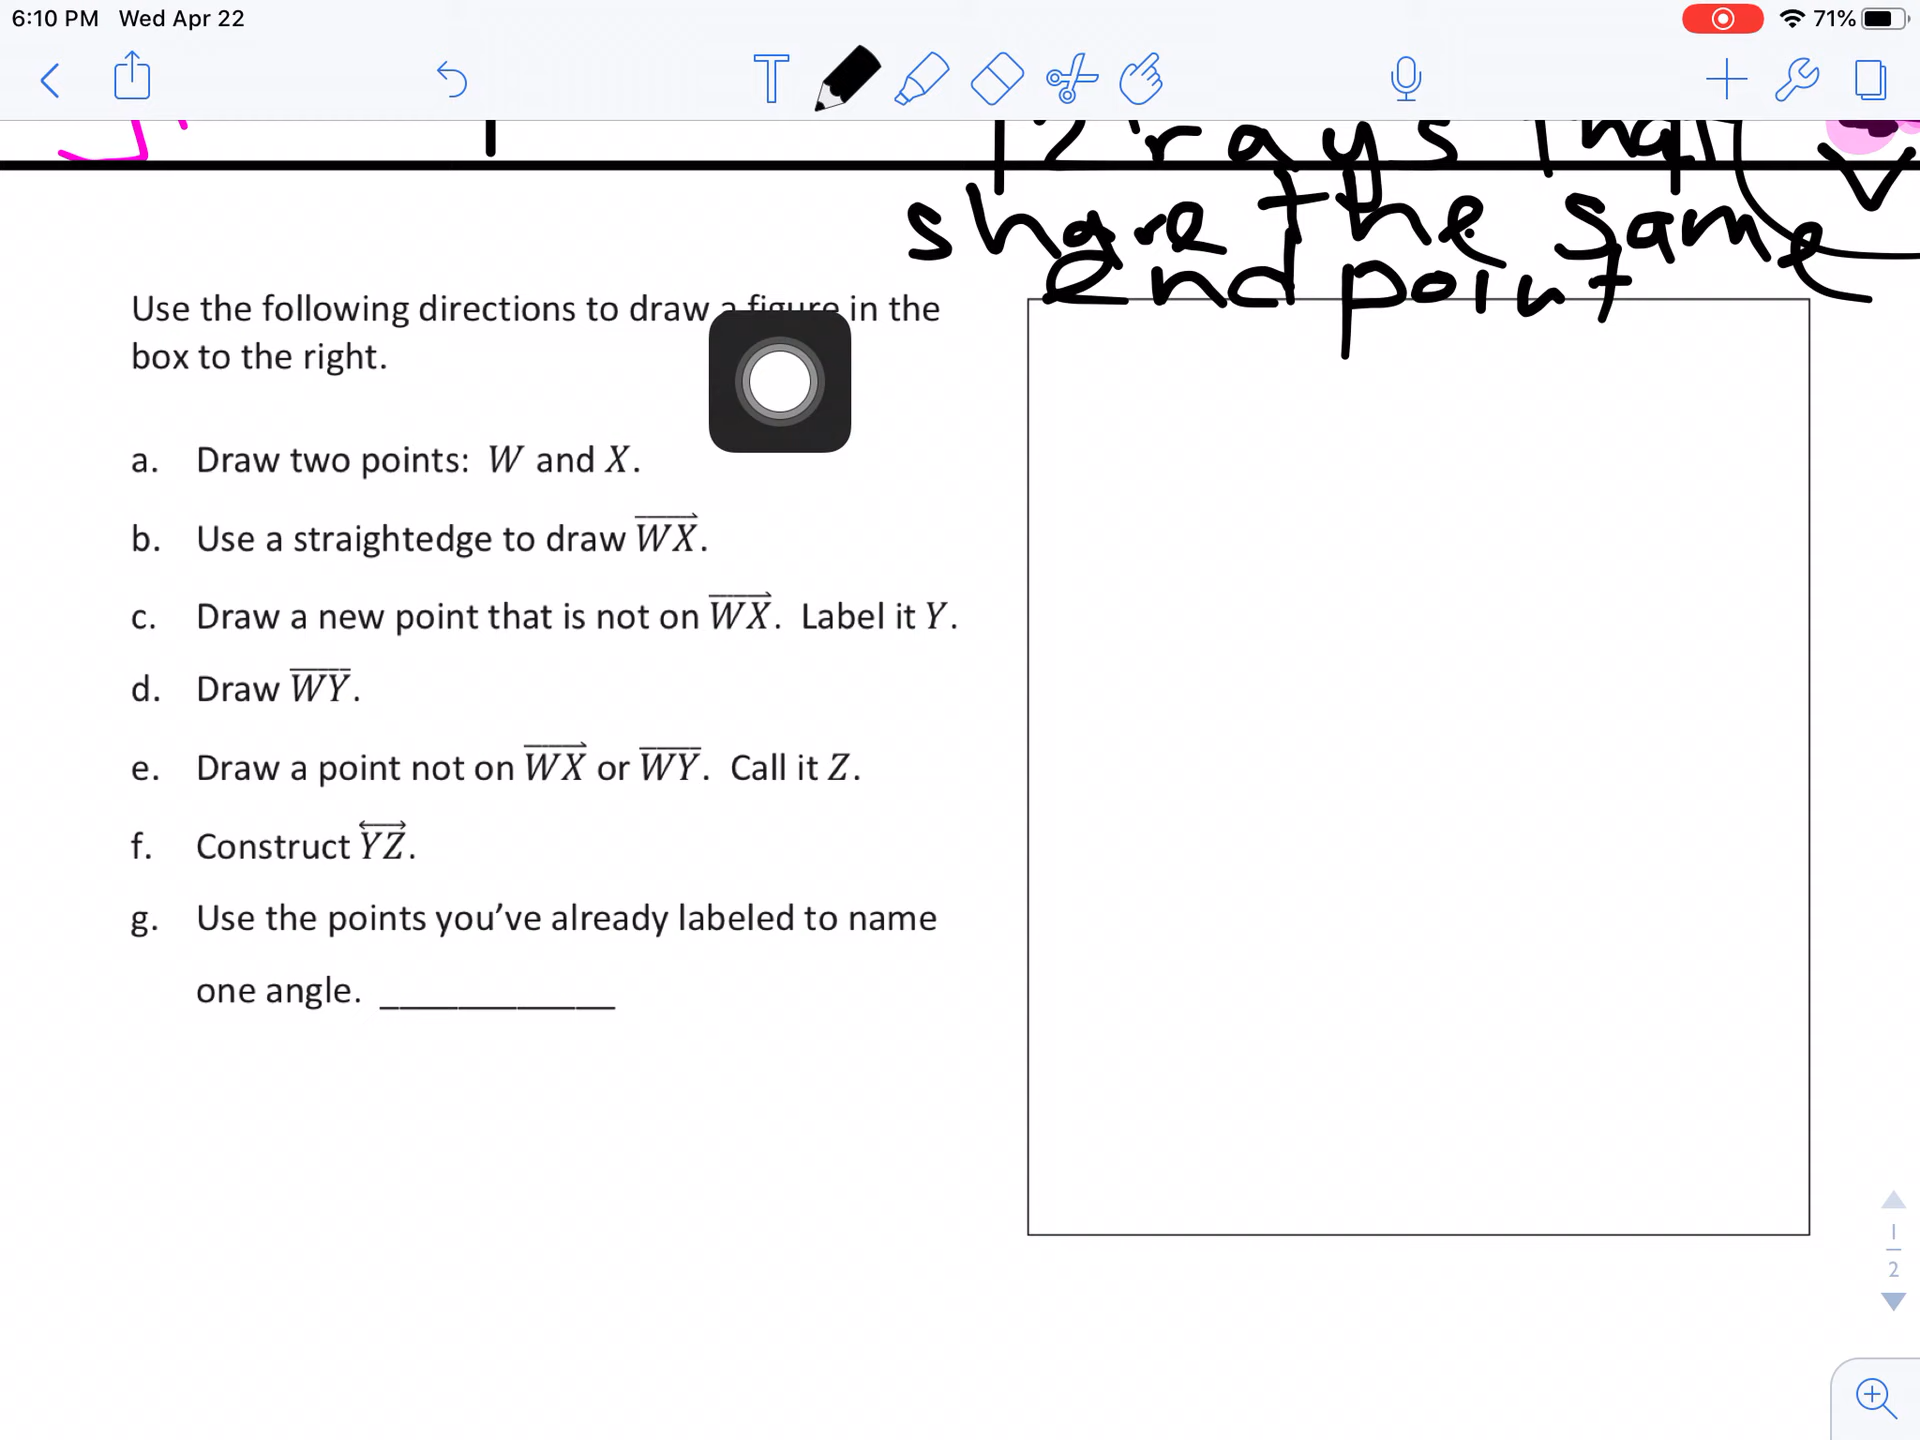 6:10 PM Wed Apr 22
71%
2 rays that
share the same
endpoint
Use the following directions to draw a figure in the
box to the right.
a. Draw two points: W and X.
b. Use a straightedge to draw WX.
c. Draw a new point that is not on WX. Label it Y.
d. Draw WY.
e. Draw a point not on WX or WY. Call it Z.
f. Construct YZ.
g. Use the points you’ve already labeled to name
one angle. ____________
1
2